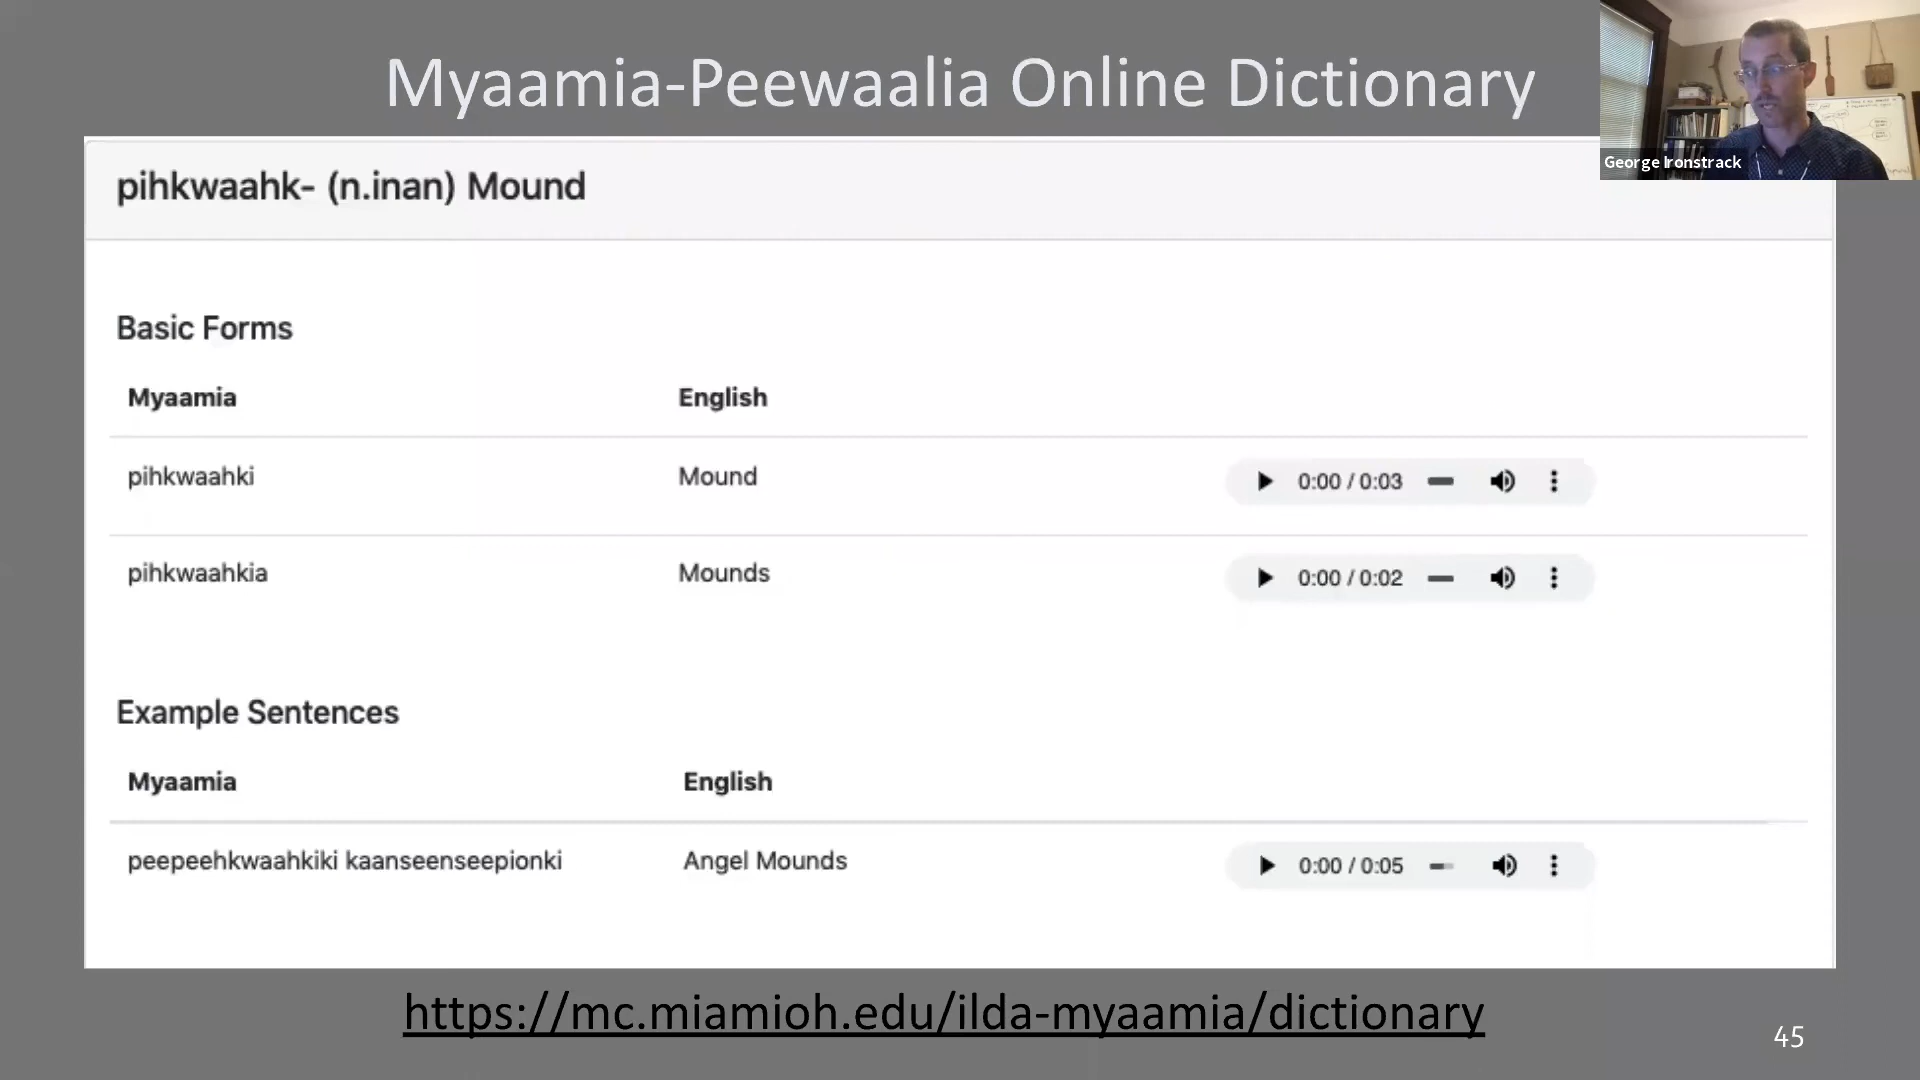 Myaamia-Peewaalia Online Dictionary
George Ironstrack
pihkwaahk- (n.inan) Mound
Basic Forms
Myaamia English
pihkwaahki Mound 0:00 / 0:03
pihkwaahkia Mounds 0:00 / 0:02
Example Sentences
Myaamia English
peepeehkwaahkiki kaanseenseepionki Angel Mounds 0:00 / 0:05
https://mc.miamioh.edu/ilda-myaamia/dictionary
45